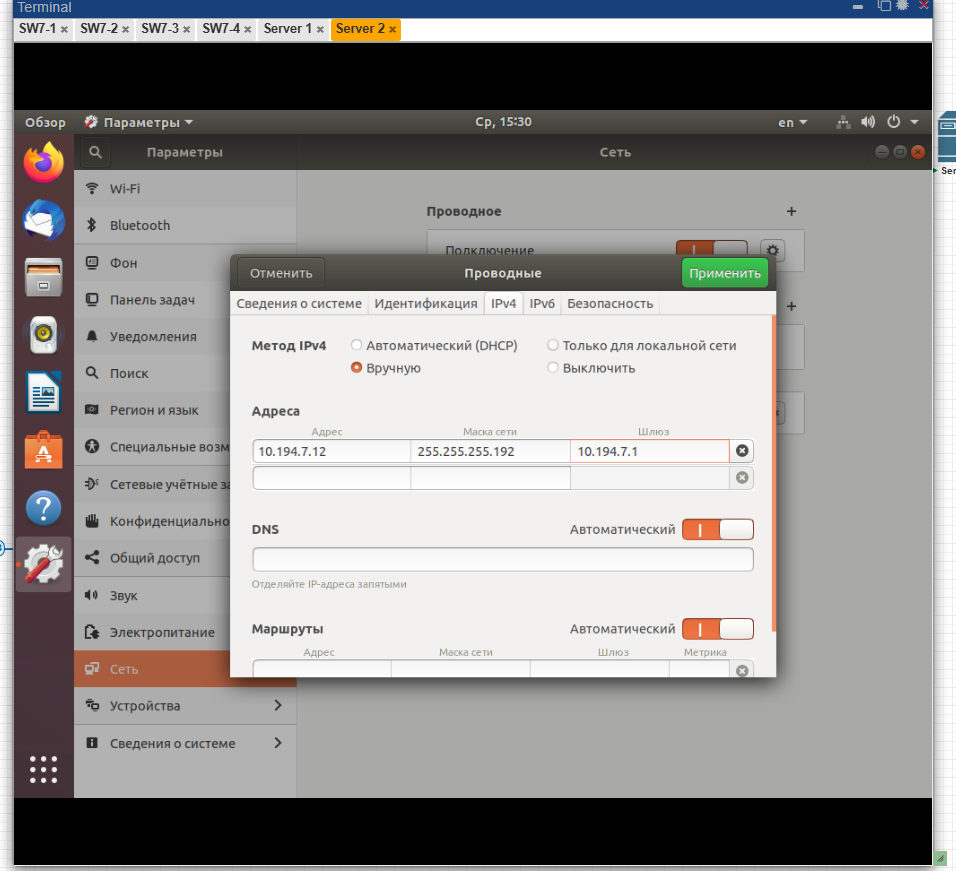 Terminal
SW7-1 × SW7-2 × SW7-3 × SW7-4 × Server 1 × Server 2 ×
Обзор Параметры Ср, 15:30 en
Параметры Сеть
Wi-Fi
Bluetooth
Фон
Панель задач
Уведомления
Поиск
Регион и язык
Специальные возм
Сетевые учётные за
Конфиденциально
Общий доступ
Звук
Электропитание
Сеть
Устройства
Сведения о системе
Проводное +
Подключение
+
Отменить Проводные Применить
Сведения о системе Идентификация IPv4 IPv6 Безопасность
Метод IPv4 Автоматический (DHCP) Только для локальной сети
Вручную Выключить
Адреса
Адрес Маска сети Шлюз
10.194.7.12 255.255.255.192 10.194.7.1
DNS Автоматический
Отделяйте IP-адреса запятыми
Маршруты Автоматический
Адрес Маска сети Шлюз Метрика
Ser